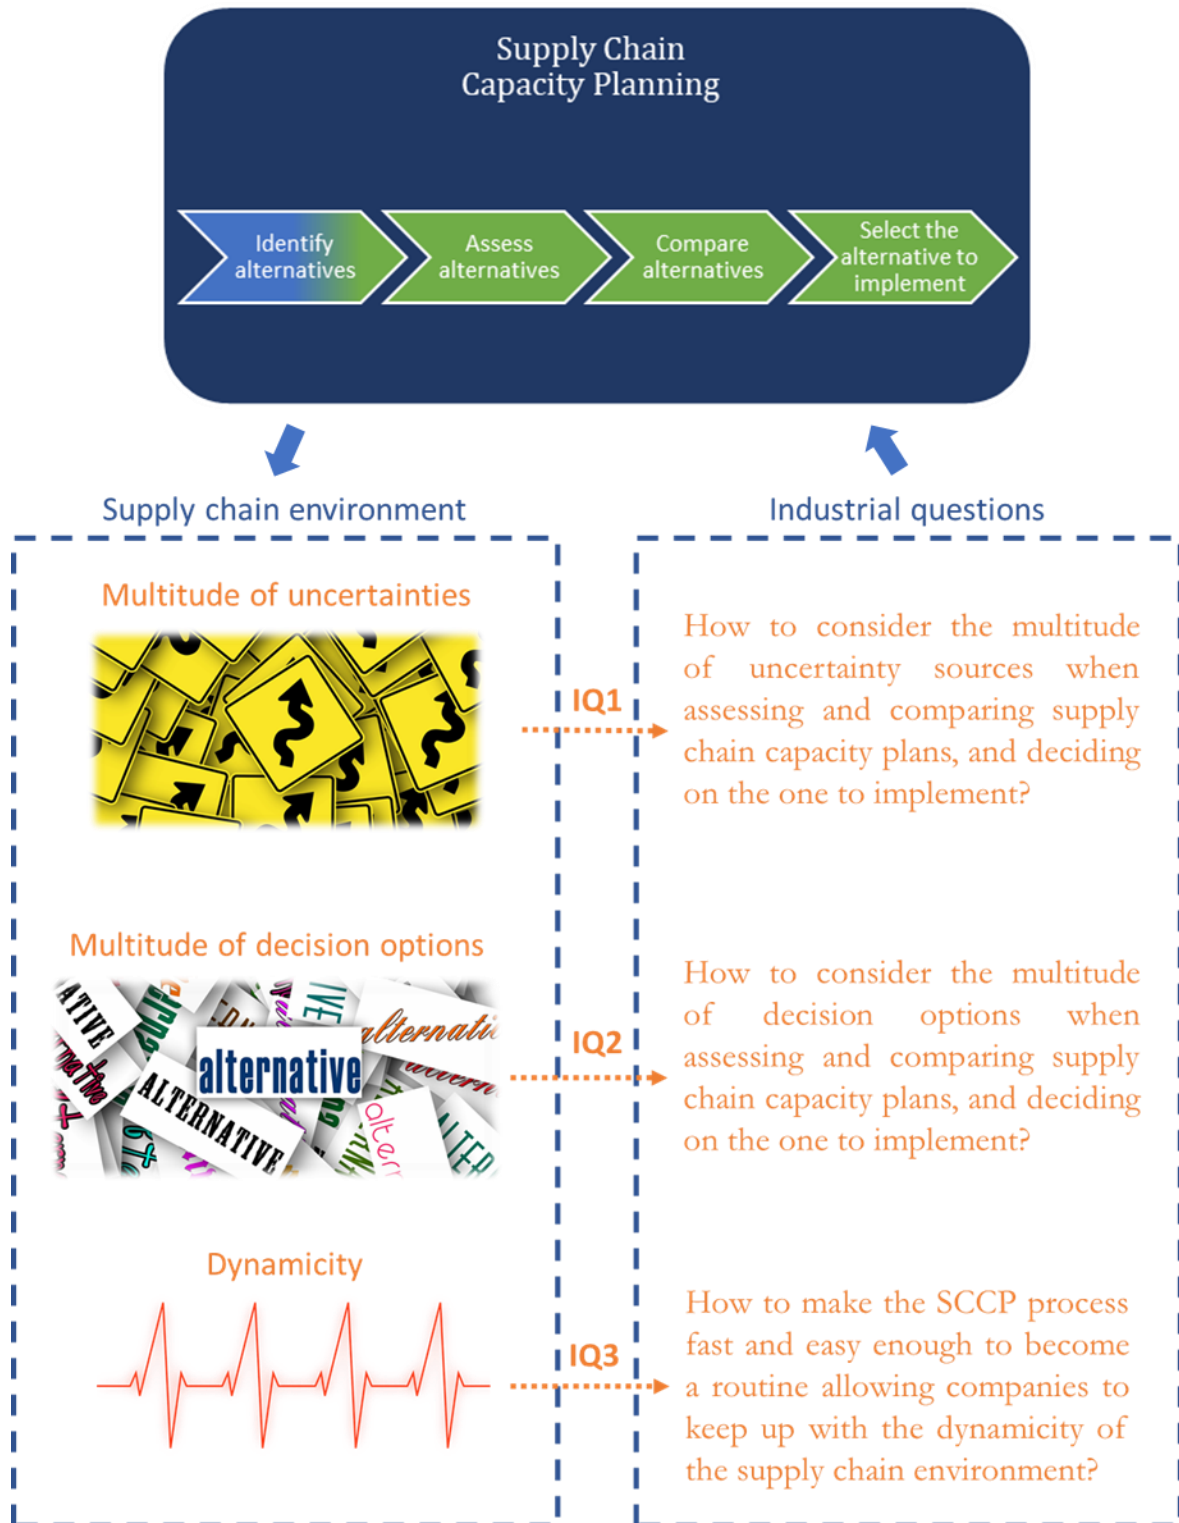 Supply Chain
Capacity Planning
Identify
alternatives
Assess
alternatives
Compare
alternatives
Select the
alternative to
implement
Supply chain environment
Industrial questions
Multitude of uncertainties
IQ1
How to consider the multitude
of uncertainty sources when
assessing and comparing supply
chain capacity plans, and deciding
on the one to implement?
Multitude of decision options
alternative
ALTERNATIVE
IQ2
How to consider the multitude
of decision options when
assessing and comparing supply
chain capacity plans, and deciding
on the one to implement?
Dynamicity
IQ3
How to make the SCCP process
fast and easy enough to become
a routine allowing companies to
keep up with the dynamicity of
the supply chain environment?